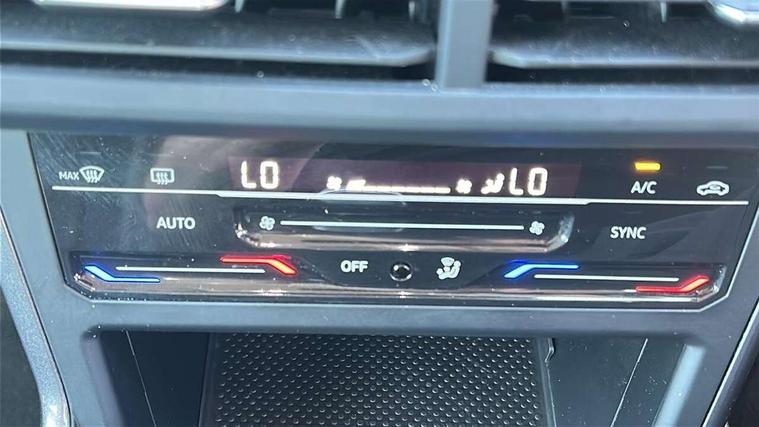 MAX LO LO A/C
AUTO SYNC
OFF